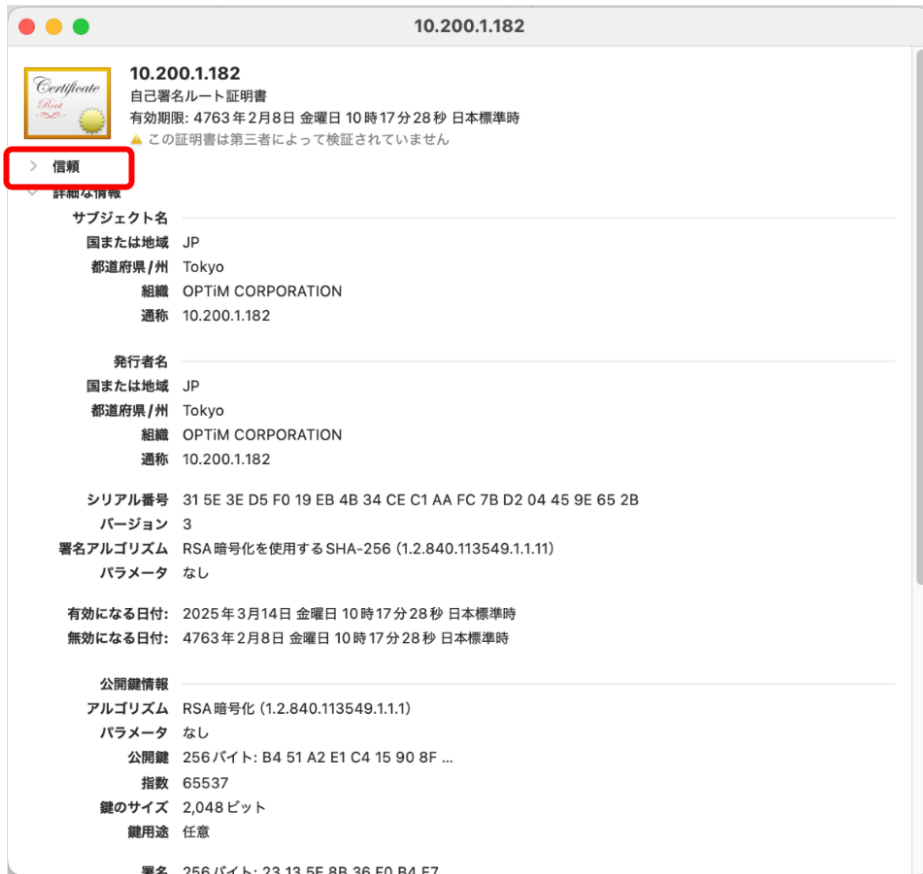 10.200.1.182
Certificate
Root
10.200.1.182
自己署名ルート証明書
有効期限: 4763年2月8日 金曜日 10時17分28秒 日本標準時
この証明書は第三者によって検証されていません
信頼
詳細な情報
サブジェクト名
国または地域 JP
都道府県/州 Tokyo
組織 OPTiM CORPORATION
通称 10.200.1.182
発行者名
国または地域 JP
都道府県/州 Tokyo
組織 OPTiM CORPORATION
通称 10.200.1.182
シリアル番号 31 5E 3E D5 F0 19 EB 4B 34 CE C1 AA FC 7B D2 04 45 9E 65 2B
バージョン 3
署名アルゴリズム RSA暗号化を使用するSHA-256 (1.2.840.113549.1.1.11)
パラメータ なし
有効になる日付: 2025年3月14日 金曜日 10時17分28秒 日本標準時
無効になる日付: 4763年2月8日 金曜日 10時17分28秒 日本標準時
公開鍵情報
アルゴリズム RSA暗号化 (1.2.840.113549.1.1.1)
パラメータ なし
公開鍵 256バイト: B4 51 A2 E1 C4 15 90 8F ...
指数 65537
鍵のサイズ 2,048ビット
鍵用途 任意
署名 256バイト: 23 13 5E 8B 36 F0 B4 E7